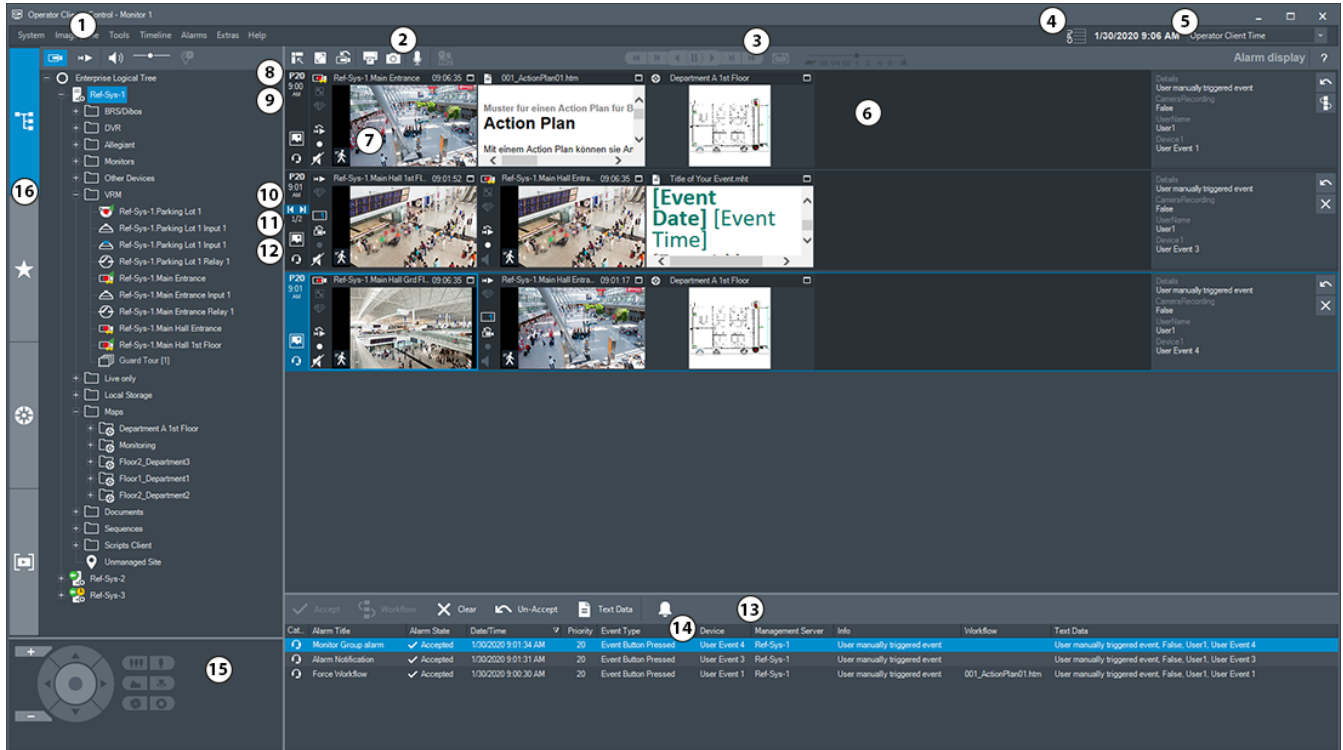 Operator Client Control - Monitor 1
1
System Tools Timeline Alarms Extras Help
2
3
4
5
1/30/2020 9:06 AM Operator Client Time
Alarm display ?
Enterprise Logical Tree
Ref-Sys-1
BRS/Dibos
DVR
Allegiant
Monitors
Other Devices
VRM
Ref-Sys-1.Parking Lot 1
Ref-Sys-1.Parking Lot 1 Input 1
Ref-Sys-1.Parking Lot 1 Input 1
Ref-Sys-1.Parking Lot 1 Relay 1
Ref-Sys-1.Main Entrance
Ref-Sys-1.Main Entrance Input 1
Ref-Sys-1.Main Entrance Relay 1
Ref-Sys-1.Main Hall Entrance
Ref-Sys-1.Main Hall 1st Floor
Guard Tour [1]
Live only
Local Storage
Maps
Department A 1st Floor
Monitoring
Floor2_Department3
Floor1_Department1
Floor2_Department2
Documents
Sequences
Scripts Client
Unmanaged Site
Ref-Sys-2
Ref-Sys-3
16
15
8
9
10
11
12
P20 Ref-Sys-1.Main Entrance 09:06:35 001_ActionPlan01.htm Department A 1st Floor
9:00
AM
7
6
Muster für einen Action Plan für B
Action Plan
Mit einem Action Plan können sie Ar
Details
User manually triggered event
CameraRecording
False
UserName
User1
Device1
User Event 1
P20 Ref-Sys-1.Main Hall 1st Fl.. 09:01:52 Ref-Sys-1.Main Hall Entra.. 09:06:35 Title of Your Event.mht
9:01
AM
1/2
[Event
Date] [Event
Time]
Details
User manually triggered event
CameraRecording
False
UserName
User1
Device1
User Event 3
P20 Ref-Sys-1.Main Hall Grd Fl.. 09:06:35 Ref-Sys-1.Main Hall Entra.. 09:01:17 Department A 1st Floor
9:01
AM
Details
User manually triggered event
CameraRecording
False
UserName
User1
Device1
User Event 4
Accept Workflow Clear Un-Accept Text Data 13
Cat.. Alarm Title Alarm State Date/Time Priority Event Type 14 Device Management Server Info Workflow Text Data
Monitor Group alarm Accepted 1/30/2020 9:01:34 AM 20 Event Button Pressed User Event 4 Ref-Sys-1 User manually triggered event User manually triggered event, False, User1, User Event 4
Alarm Notification Accepted 1/30/2020 9:01:31 AM 20 Event Button Pressed User Event 3 Ref-Sys-1 User manually triggered event User manually triggered event, False, User1, User Event 3
Force Workflow Accepted 1/30/2020 9:00:30 AM 20 Event Button Pressed User Event 1 Ref-Sys-1 User manually triggered event 001_ActionPlan01.htm User manually triggered event, False, User1, User Event 1